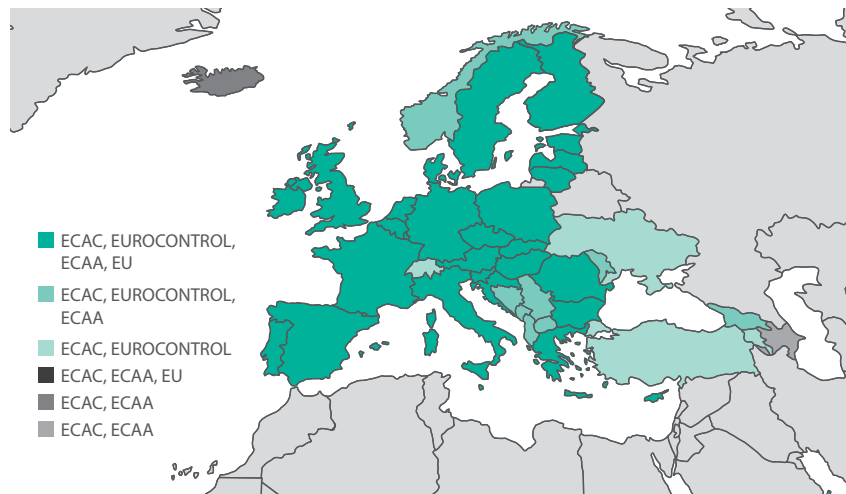 ECAC, EUROCONTROL,
ECAA, EU
ECAC, EUROCONTROL,
ECAA
ECAC, EUROCONTROL
ECAC, ECAA, EU
ECAC, ECAA
ECAC, ECAA